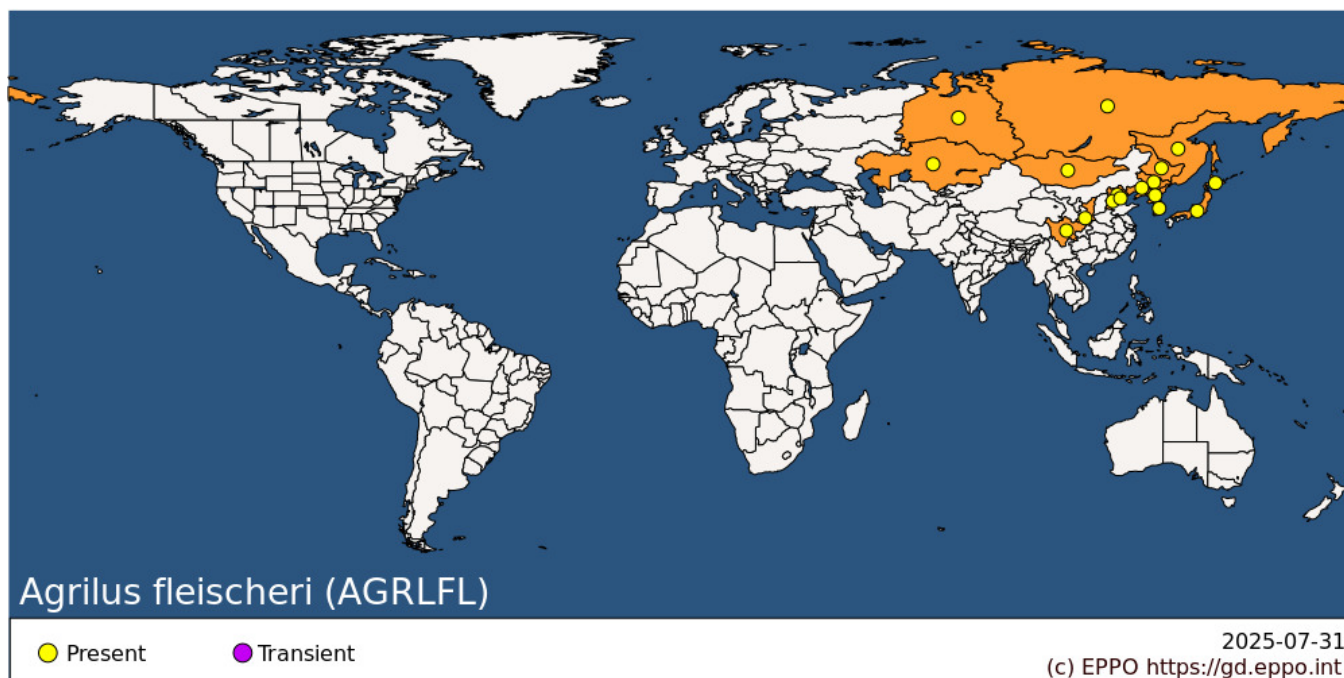 Agrilus fleischeri (AGRLFL)
Present
Transient
2025-07-31
(c) EPPO https://gd.eppo.int